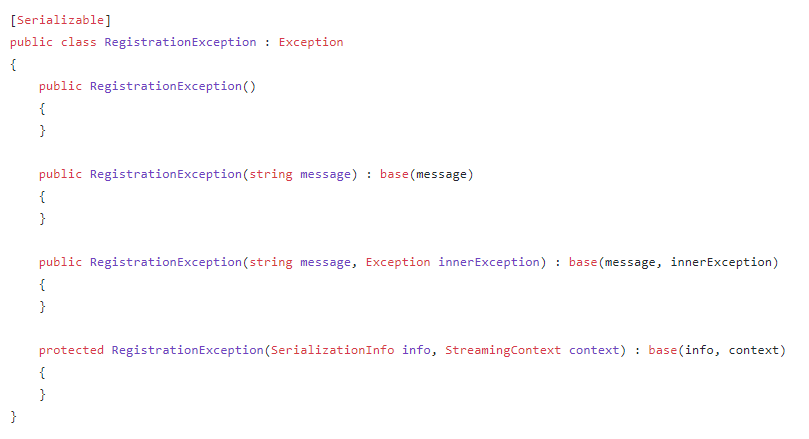 [Serializable]
public class RegistrationException : Exception
{
    public RegistrationException()
    {
    }

    public RegistrationException(string message) : base(message)
    {
    }

    public RegistrationException(string message, Exception innerException) : base(message, innerException)
    {
    }

    protected RegistrationException(SerializationInfo info, StreamingContext context) : base(info, context)
    {
    }
}